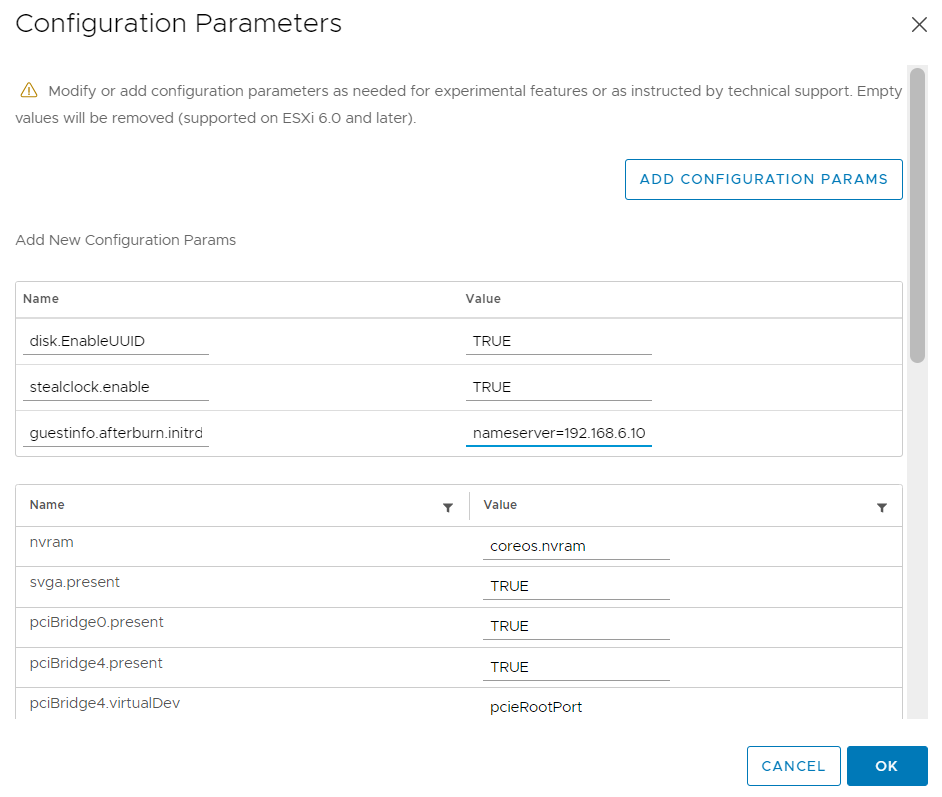 Configuration Parameters
Modify or add configuration parameters as needed for experimental features or as instructed by technical support. Empty
values will be removed (supported on ESXi 6.0 and later).
ADD CONFIGURATION PARAMS
Add New Configuration Params
Name Value
disk.EnableUUID TRUE
stealclock.enable TRUE
guestinfo.afterburn.initrd nameserver=192.168.6.10
Name Value
nvram coreos.nvram
svga.present TRUE
pciBridge0.present TRUE
pciBridge4.present TRUE
pciBridge4.virtualDev pcieRootPort
CANCEL OK